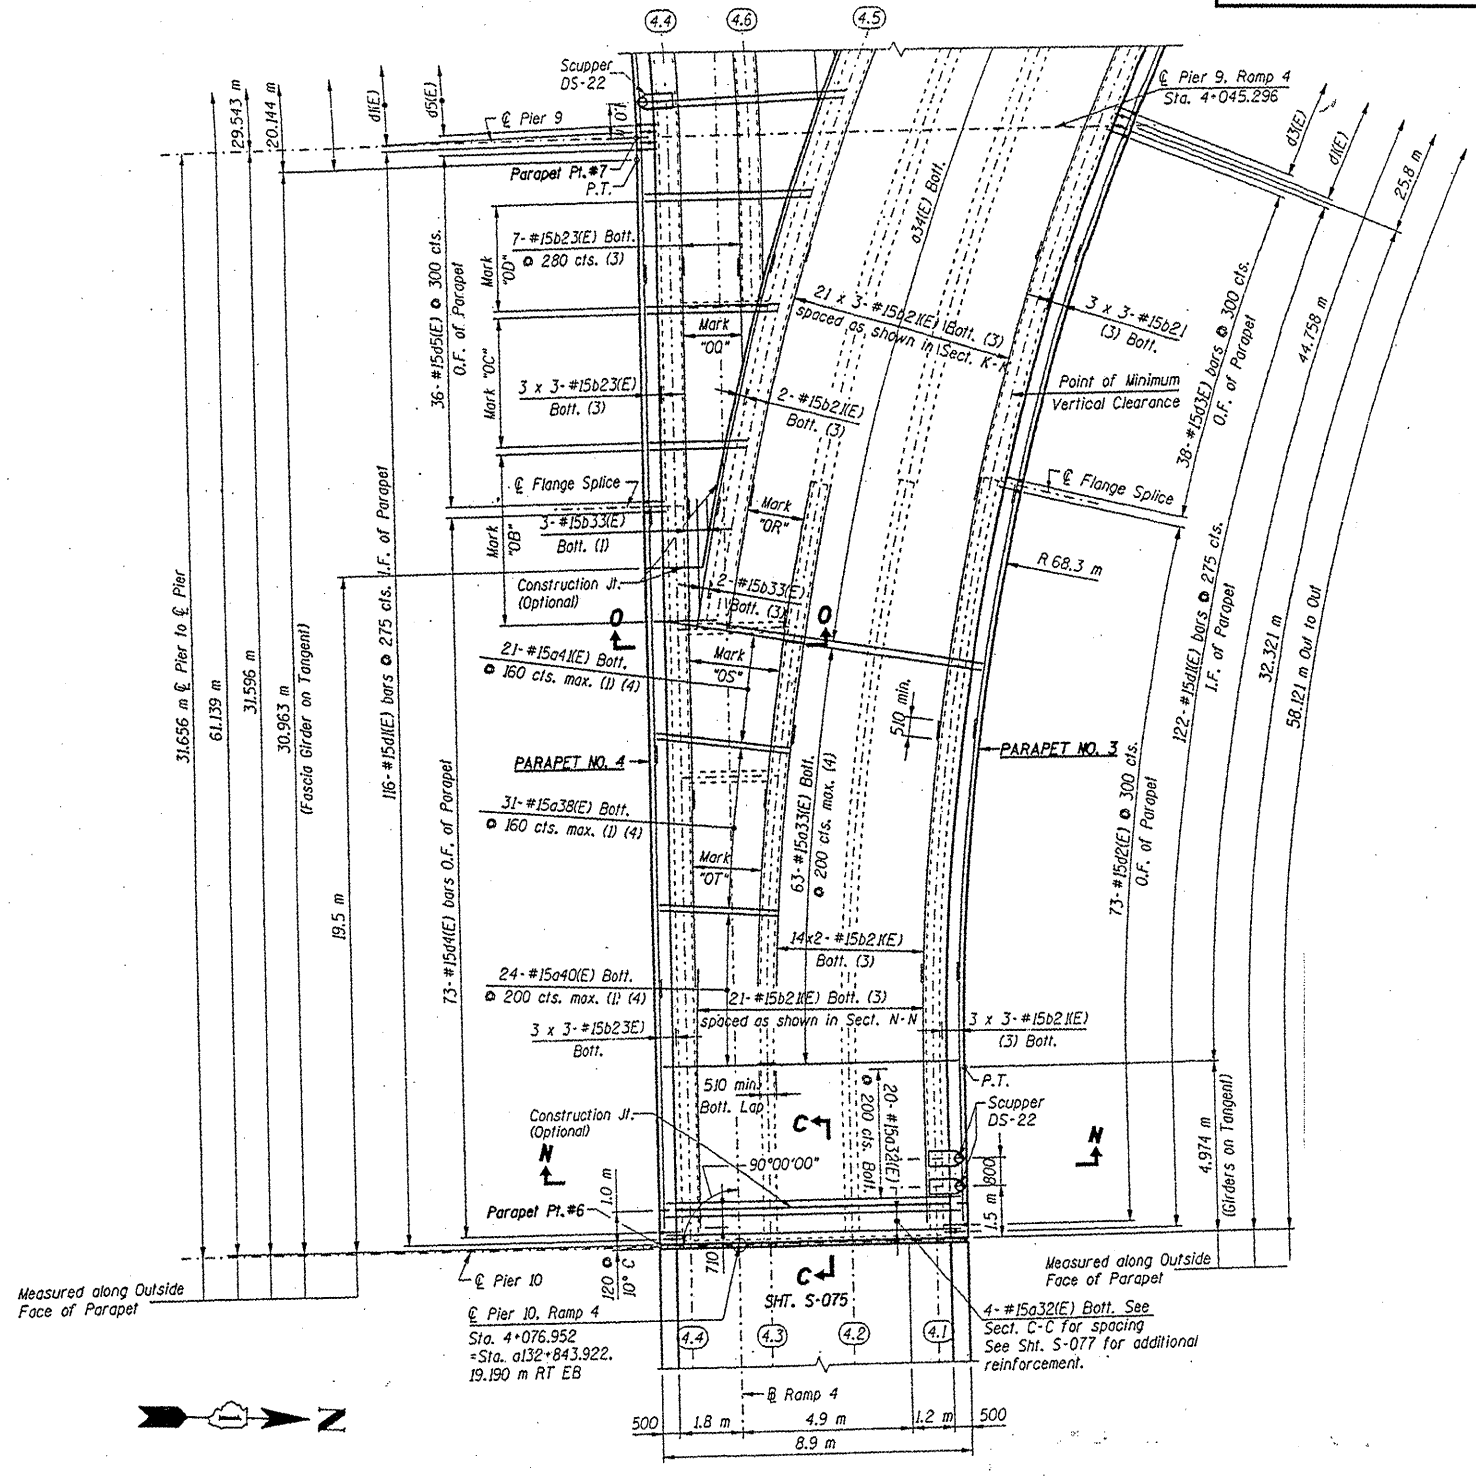 4.4
4.6
4.5
Scupper
DS-22
℄ Pier 9, Ramp 4
Sta. 4+045.296
29.543 m
20.144 m
d1(E)
d5(E)
℄ Pier 9
Parapet Pt.#7
P.T.
d3(E)
d1(E)
25.8 m
a34(E) Bott.
7-#15b23(E) Bott.
@ 280 cts. (3)
Mark
"OD"
36-#15d5(E) @ 300 cts.
O.F. of Parapet
Mark "OC"
Mark
"OQ"
21 x 3-#15b21(E) Bott. (3)
spaced as shown in Sect. K-K
3 x 3-#15b21
(3) Bott.
3 x 3-#15b23(E)
Bott. (3)
2-#15b21(E)
Bott. (3)
Point of Minimum
Vertical Clearance
38-#15d3(E) bars @ 300 cts.
O.F. of Parapet
44.758 m
℄ Flange Splice
℄ Flange Splice
Mark
"OB"
3-#15b33(E)
Bott. (1)
Mark
"OR"
R 68.3 m
Construction Jt.
(Optional)
2-#15b33(E)
Bott. (3)
O
O
21-#15a41(E) Bott.
@ 160 cts. max. (1) (4)
Mark
"OS"
510 min.
31.656 m ℄ Pier to ℄ Pier
61.139 m
31.596 m
30.963 m
(Fascia Girder on Tangent)
19.5 m
116-#15d1(E) bars @ 275 cts. I.F. of Parapet
73-#15d4(E) bars O.F. of Parapet
PARAPET NO. 4
PARAPET NO. 3
31-#15a38(E) Bott.
@ 160 cts. max. (1) (4)
63-#15a33(E) Bott.
@ 200 cts. max. (4)
Mark
"OT"
122-#15d1(E) bars @ 275 cts.
I.F. of Parapet
73-#15d2(E) @ 300 cts.
O.F. of Parapet
32.321 m
58.121 m Out to Out
14x2-#15b21(E)
Bott. (3)
24-#15a40(E) Bott.
@ 200 cts. max. (1) (4)
21-#15b21(E) Bott. (3)
spaced as shown in Sect. N-N
3 x 3-#15b23E)
Bott.
3 x 3-#15b21(E)
(3) Bott.
510 min.
Bott. Lap
P.T.
Scupper
DS-22
Construction Jt.
(Optional)
C
20-#15a32(E)
@ 200 cts. Bott.
N
N
90°00'00"
4.974 m
(Girders on Tangent)
1.0 m
800
1.5 m
Parapet Pt.#6
710
120 @
10° C
℄ Pier 10
C
SHT. S-075
Measured along Outside
Face of Parapet
Measured along Outside
Face of Parapet
℄ Pier 10, Ramp 4
Sta. 4+076.952
=Sta. a132+843.922,
19.190 m RT EB
4.4
4.3
4.2
4.1
4-#15a32(E) Bott. See
Sect. C-C for spacing
See Sht. S-077 for additional
reinforcement.
℄ Ramp 4
N
500
1.8 m
4.9 m
1.2 m
500
8.9 m